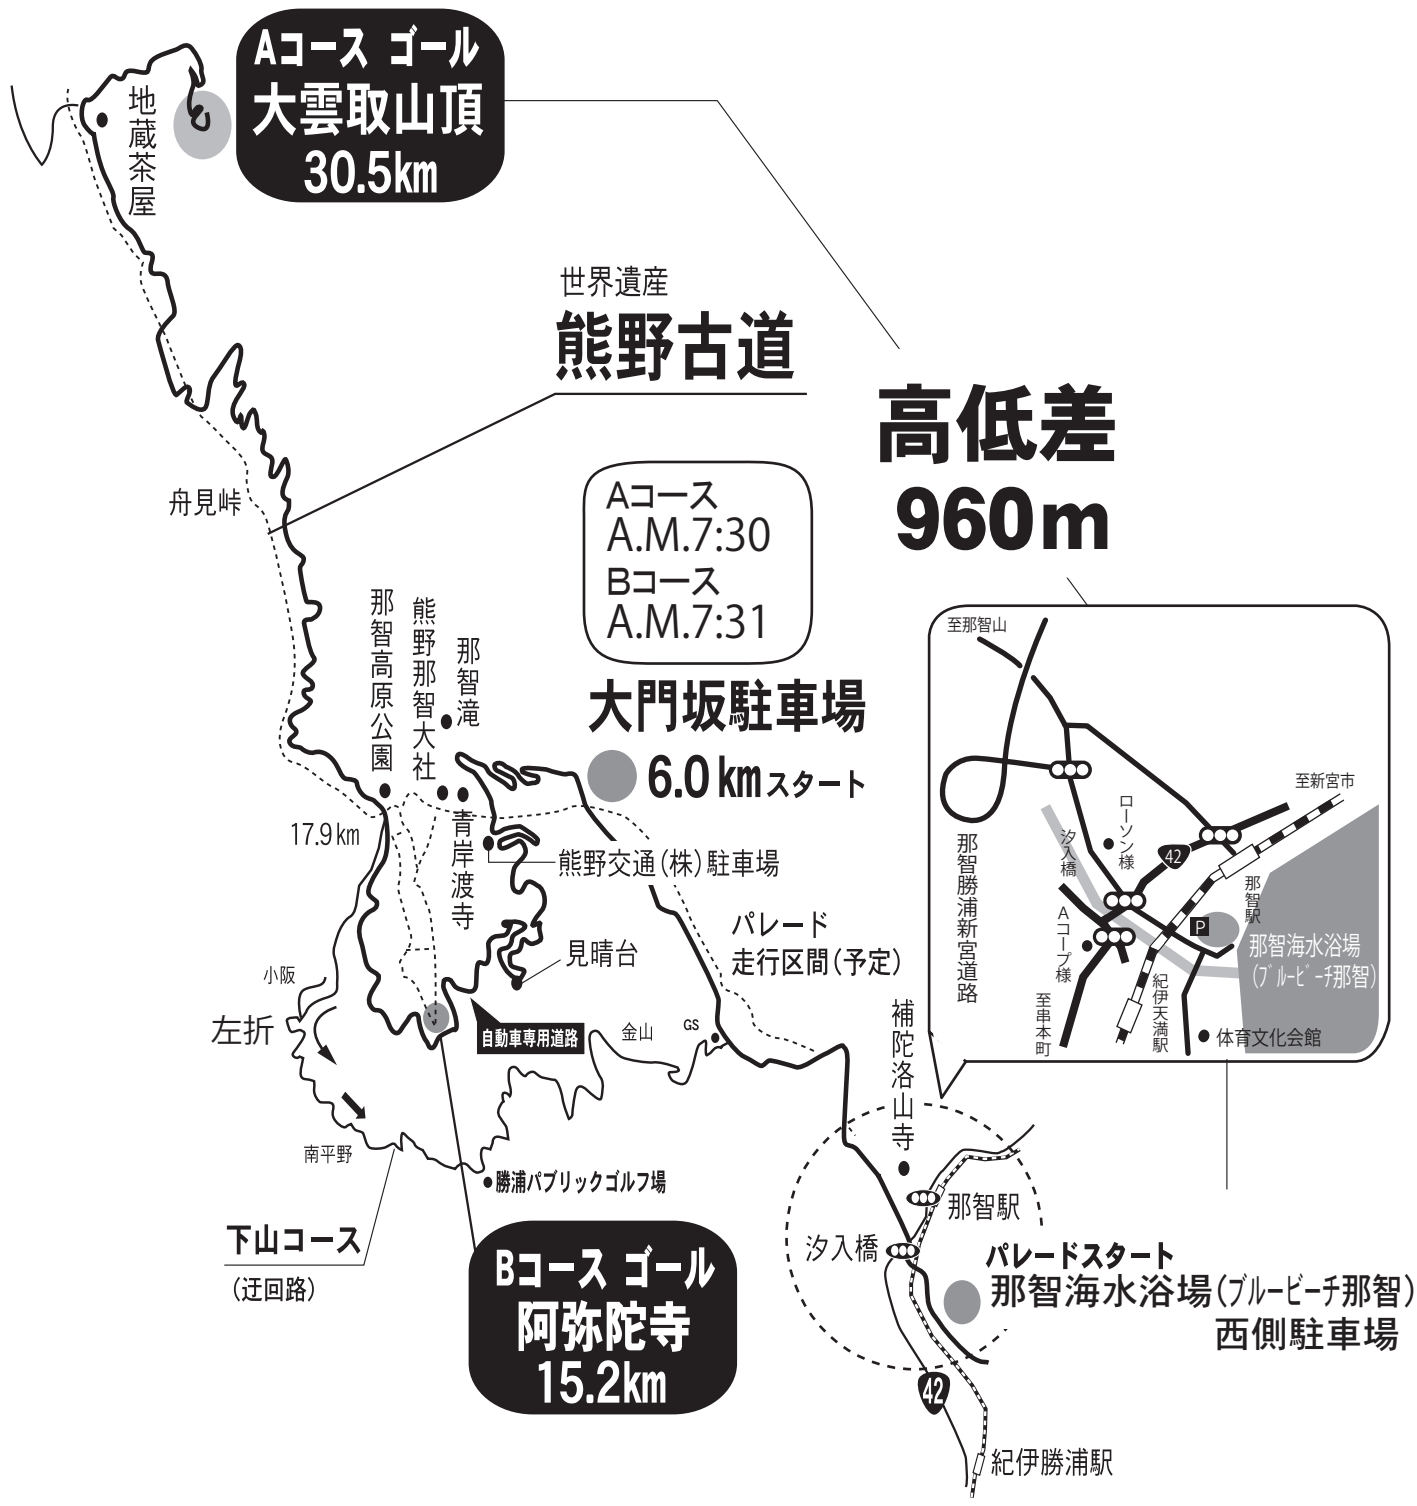 Aコース ゴール
大雲取山頂
30.5km
地蔵茶屋
世界遺産
熊野古道
高低差
960m
舟見峠
Aコース
A.M.7:30
Bコース
A.M.7:31
大門坂駐車場
6.0kmスタート
那智高原公園
熊野那智大社
那智滝
17.9km
青岸渡寺
熊野交通(株)駐車場
見晴台
パレード
走行区間(予定)
小阪
左折
自動車専用道路
金山
GS
南平野
勝浦パブリックゴルフ場
下山コース
(迂回路)
Bコース ゴール
阿弥陀寺
15.2km
補陀洛山寺
那智駅
汐入橋
パレードスタート
那智海水浴場(ブルービーチ那智)
西側駐車場
42
紀伊勝浦駅
至那智山
至新宮市
ローソン様
汐入橋
42
那智駅
那智勝浦新宮道路
Aコープ様
P
那智海水浴場
(ブルービーチ那智)
至串本町
紀伊天満駅
体育文化会館